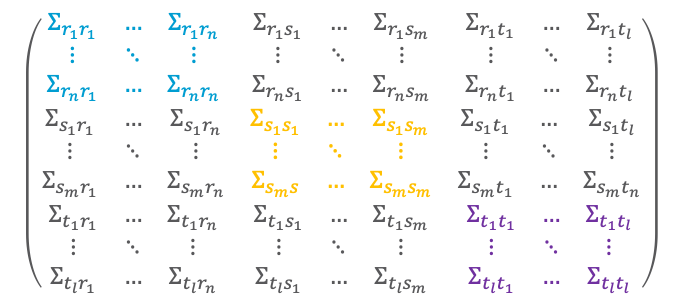 Σ_{r_1r_1} … Σ_{r_1r_n} Σ_{r_1s_1} … Σ_{r_1s_m} Σ_{r_1t_1} … Σ_{r_1t_l}
⋮ ⋱ ⋮ ⋮ ⋱ ⋮ ⋮ ⋱ ⋮
Σ_{r_nr_1} … Σ_{r_nr_n} Σ_{r_ns_1} … Σ_{r_ns_m} Σ_{r_nt_1} … Σ_{r_nt_l}
Σ_{s_1r_1} … Σ_{s_1r_n} Σ_{s_1s_1} … Σ_{s_1s_m} Σ_{s_1t_1} … Σ_{s_1t_l}
⋮ ⋱ ⋮ ⋮ ⋱ ⋮ ⋮ ⋱ ⋮
Σ_{s_mr_1} … Σ_{s_mr_n} Σ_{s_ms} … Σ_{s_ms_m} Σ_{s_mt_1} … Σ_{s_mt_n}
Σ_{t_1r_1} … Σ_{t_1r_n} Σ_{t_1s_1} … Σ_{t_1s_m} Σ_{t_1t_1} … Σ_{t_1t_l}
⋮ ⋱ ⋮ ⋮ ⋱ ⋮ ⋮ ⋱ ⋮
Σ_{t_lr_1} … Σ_{t_lr_n} Σ_{t_ls_1} … Σ_{t_ls_m} Σ_{t_lt_1} … Σ_{t_lt_l}